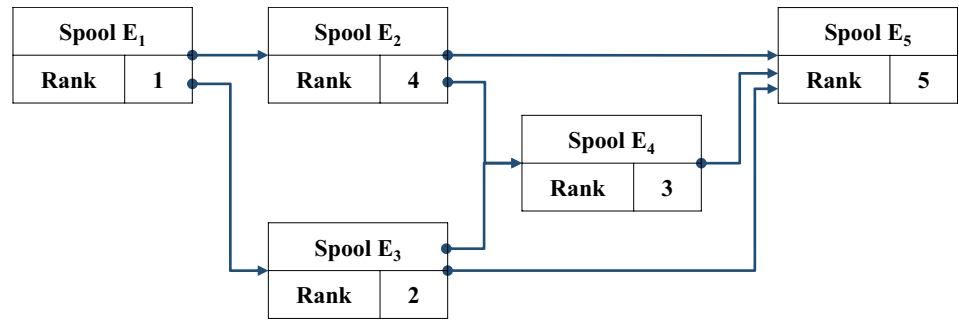 Spool E₁
Rank 1
Spool E₂
Rank 4
Spool E₅
Rank 5
Spool E₄
Rank 3
Spool E₃
Rank 2